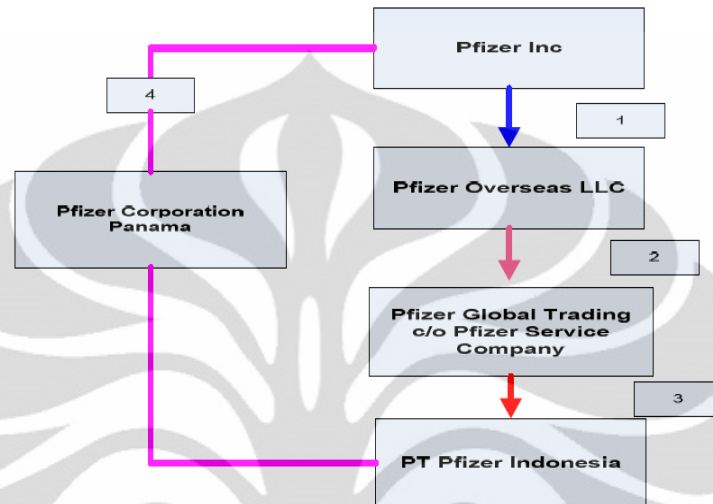 Pfizer Inc
4
1
Pfizer Overseas LLC
Pfizer Corporation
Panama
2
Pfizer Global Trading
c/o Pfizer Service
Company
3
PT Pfizer Indonesia